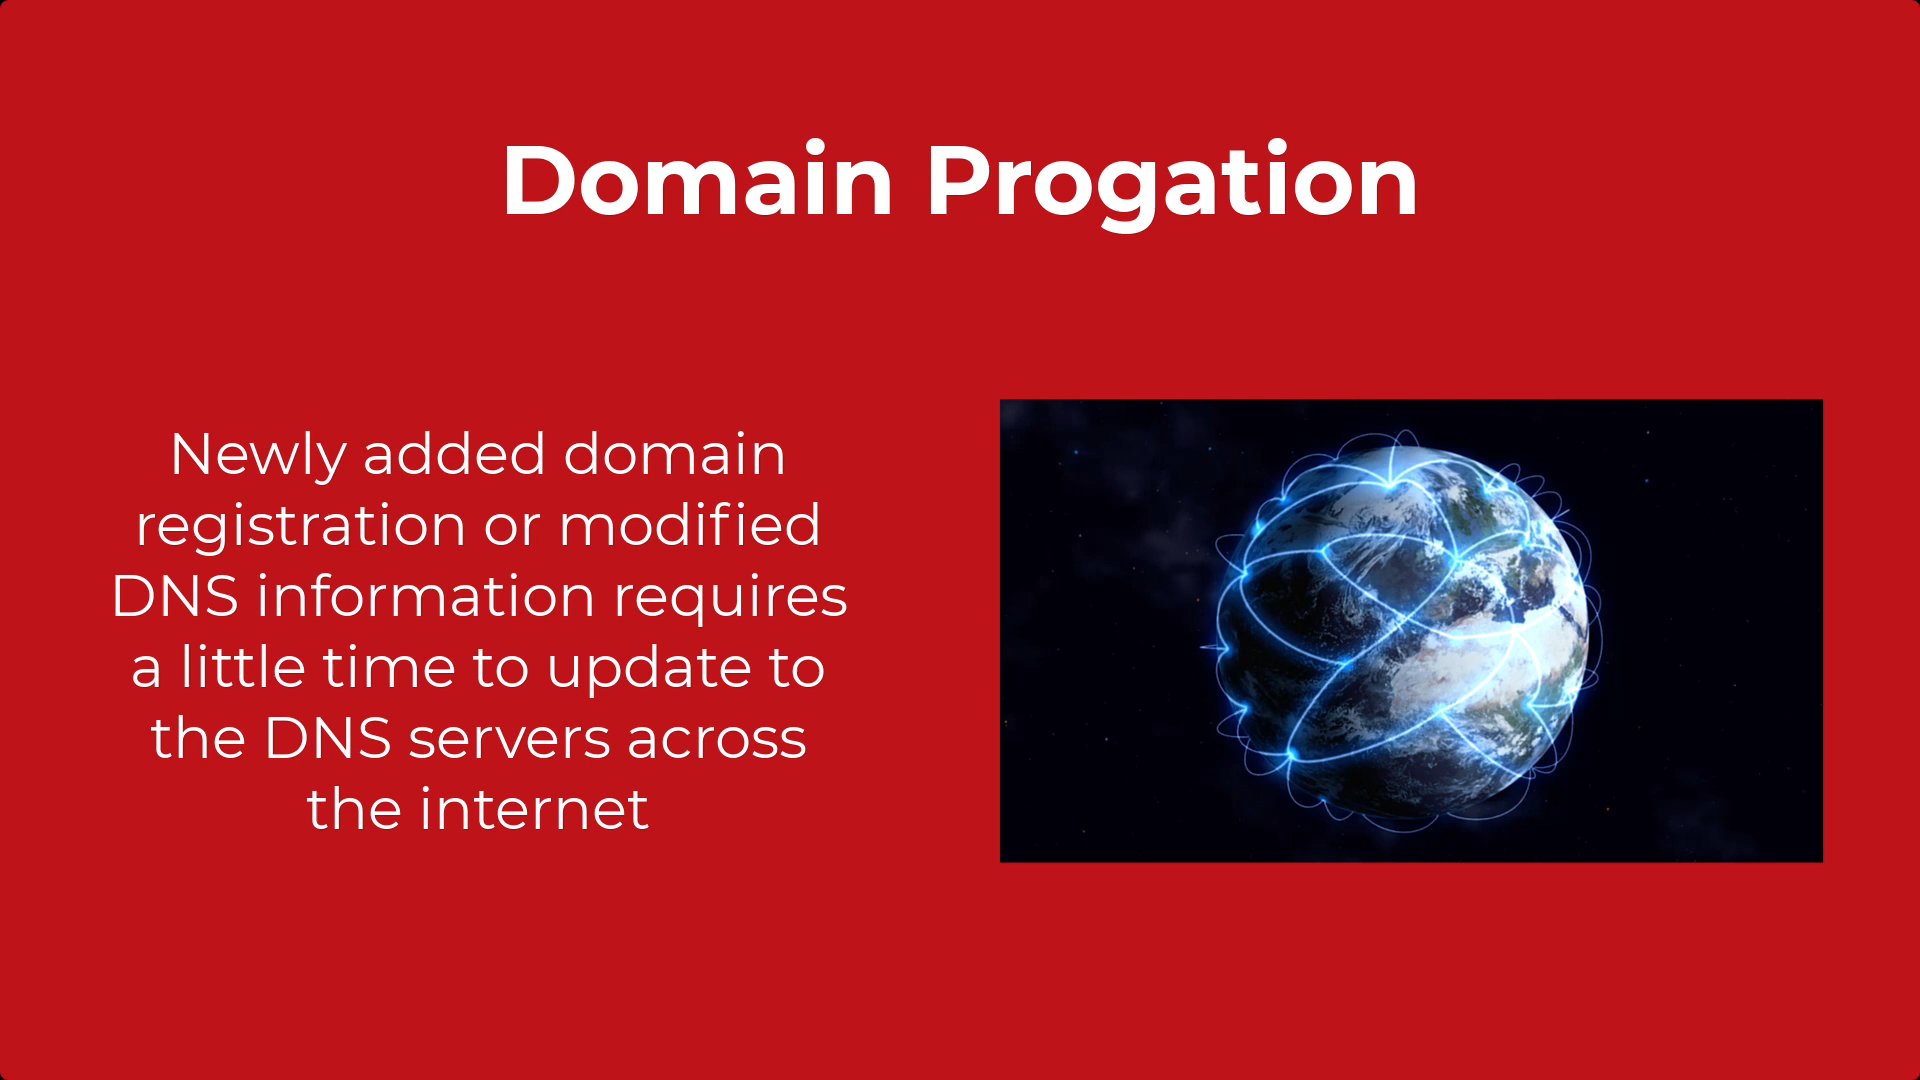 Domain Progation
Newly added domain
registration or modified
DNS information requires
a little time to update to
the DNS servers across
the internet